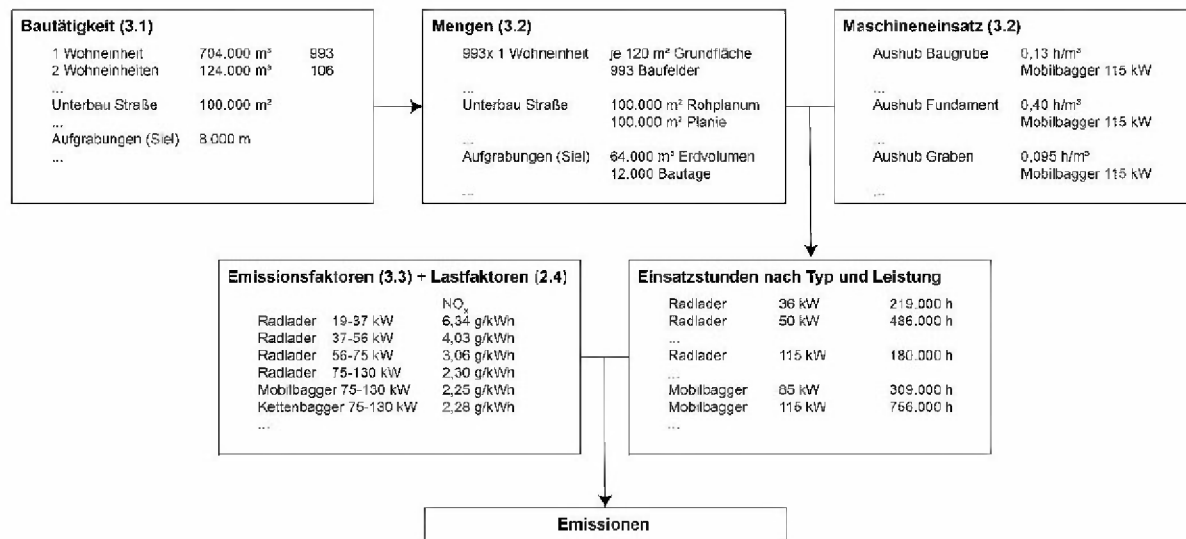 Bautätigkeit (3.1)
1 Wohneinheit 704.000 m³ 993
2 Wohneinheiten 124.000 m³ 106
...
Unterbau Straße 100.000 m²
...
Aufgrabungen (Siel) 8.000 m
...
Mengen (3.2)
993x 1 Wohneinheit je 120 m² Grundfläche
993 Baufelder
...
Unterbau Straße 100.000 m² Rohplanum
100.000 m² Planie
...
Aufgrabungen (Siel) 64.000 m³ Erdvolumen
12.000 Bautage
...
Maschineneinsatz (3.2)
Aushub Baugrube 0,13 h/m³
Mobilbagger 115 kW
...
Aushub Fundament 0,40 h/m³
Mobilbagger 115 kW
...
Aushub Graben 0,095 h/m³
Mobilbagger 115 kW
...
Emissionsfaktoren (3.3) + Lastfaktoren (2.4)
NOx
Radlader 19-37 kW 6,34 g/kWh
Radlader 37-56 kW 4,03 g/kWh
Radlader 56-75 kW 3,06 g/kWh
Radlader 75-130 kW 2,30 g/kWh
Mobilbagger 75-130 kW 2,25 g/kWh
Kettenbagger 75-130 kW 2,28 g/kWh
...
Einsatzstunden nach Typ und Leistung
Radlader 36 kW 219.000 h
Radlader 50 kW 486.000 h
...
Radlader 115 kW 180.000 h
...
Mobilbagger 85 kW 309.000 h
Mobilbagger 115 kW 756.000 h
...
Emissionen